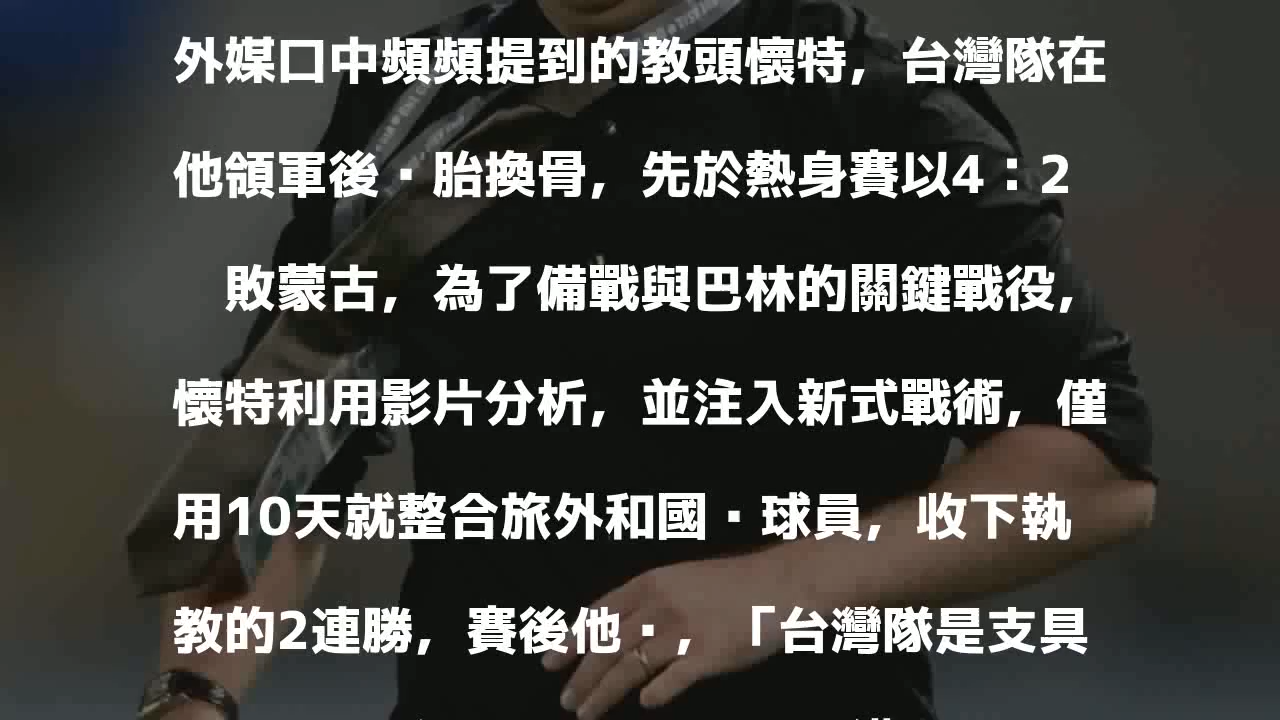 外媒口中頻頻提到的教頭懷特，台灣隊在
他領軍後▪胎換骨，先於熱身賽以4：2
敗蒙古，為了備戰與巴林的關鍵戰役，
懷特利用影片分析，並注入新式戰術，僅
用10天就整合旅外和國▪球員，收下執
教的2連勝，賽後他▪，「台灣隊是支具